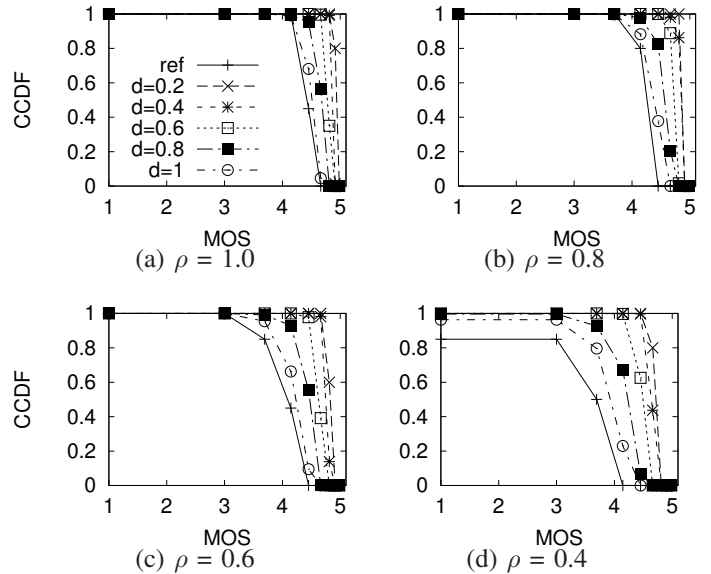 CCDF
1
0.8
0.6
0.4
0.2
0
ref
d=0.2
d=0.4
d=0.6
d=0.8
d=1
1 2 3 4 5
MOS
(a) ρ = 1.0
CCDF
1
0.8
0.6
0.4
0.2
0
1 2 3 4 5
MOS
(b) ρ = 0.8
CCDF
1
0.8
0.6
0.4
0.2
0
1 2 3 4 5
MOS
(c) ρ = 0.6
CCDF
1
0.8
0.6
0.4
0.2
0
1 2 3 4 5
MOS
(d) ρ = 0.4